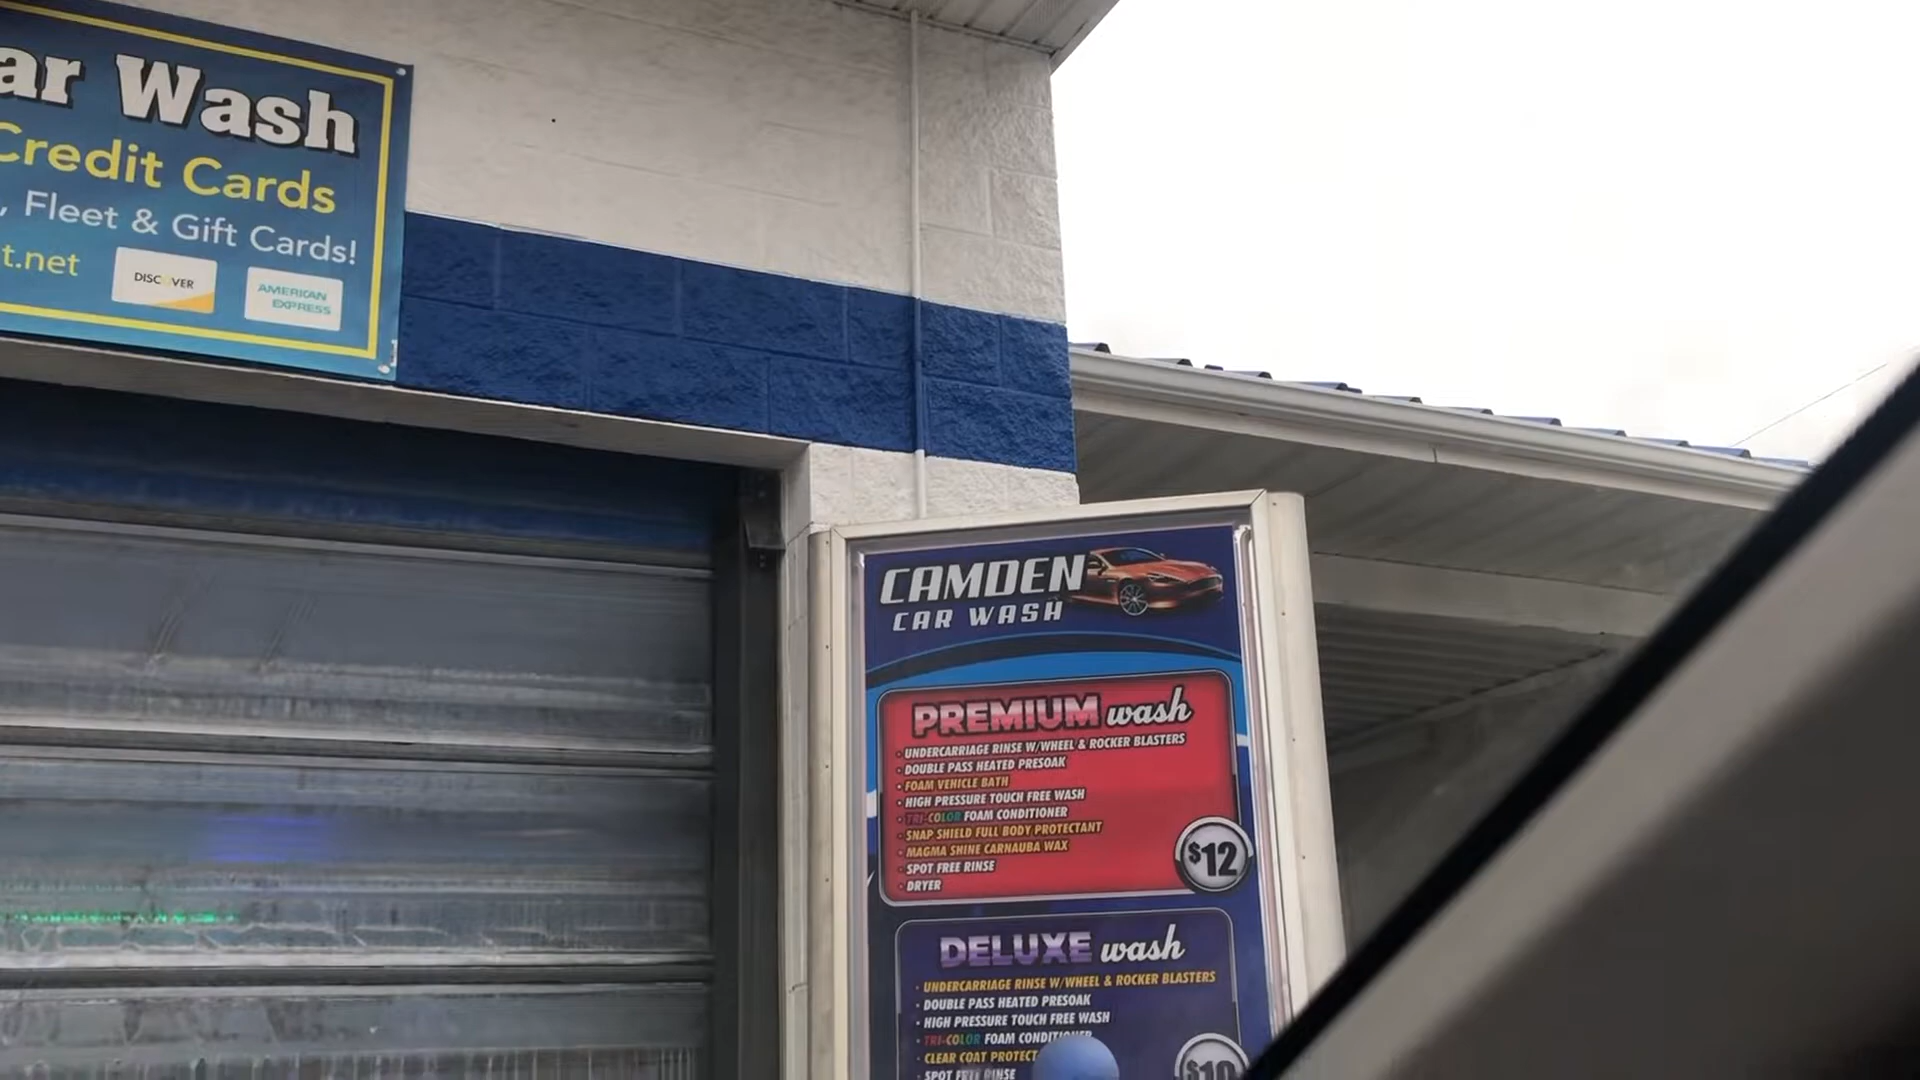 ar Wash
Credit Cards
, Fleet & Gift Cards!
t.net
DISCOVER
AMERICAN
EXPRESS
CAMDEN
CAR WASH
PREMIUM wash
· UNDERCARRIAGE RINSE W/WHEEL & ROCKER BLASTERS
· DOUBLE PASS HEATED PRESOAK
· FOAM VEHICLE BATH
· HIGH PRESSURE TOUCH FREE WASH
· TRI-COLOR FOAM CONDITIONER
· SNAP SHIELD FULL BODY PROTECTANT
· MAGMA SHINE CARNAUBA WAX
· SPOT FREE RINSE
· DRYER
$12
DELUXE wash
· UNDERCARRIAGE RINSE W/WHEEL & ROCKER BLASTERS
· DOUBLE PASS HEATED PRESOAK
· HIGH PRESSURE TOUCH FREE WASH
· TRI-COLOR FOAM CONDITIONER
· CLEAR COAT PROTECT
· SPOT FREE RINSE
$10